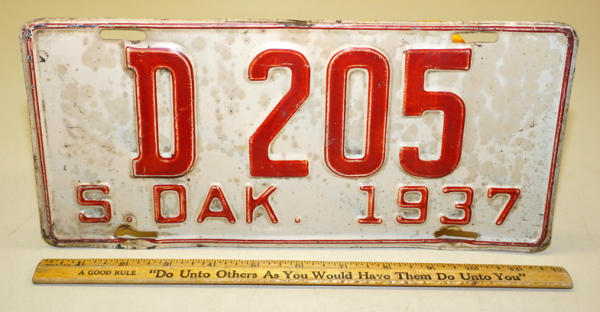 D 205
S. DAK. 1937
A GOOD RULE "Do Unto Others As You Would Have Them Do Unto You"